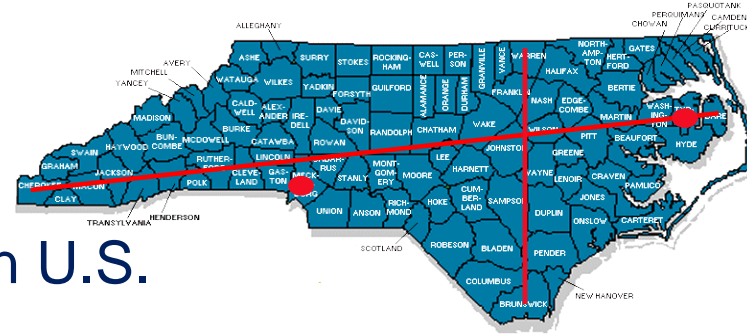 PASQUOTANK
PERQUIMANS
CAMDEN
CHOWAN
CURRITUCK
ALLEGHANY
ASHE
SURRY
STOKES
ROCKING-
HAM
CAS-
WELL
PER-
SON
GRANVILLE
VANCE
WARREN
NORTH-
AMP-
TON
GATES
HERT-
FORD
HALIFAX
AVERY
MITCHELL
YANCEY
WATAUGA
WILKES
YADKIN
FORSYTH
GUILFORD
ALAMANCE
ORANGE
DURHAM
FRANKLIN
NASH
EDGE-
COMBE
BERTIE
MADISON
CALD-
WELL
ALEX-
ANDER
IRE-
DELL
DAVIE
DAVID-
SON
RANDOLPH
CHATHAM
WAKE
WILSON
MARTIN
WASH-
ING-
TON
DARE
HAYWOOD
BUN-
COMBE
MCDOWELL
BURKE
CATAWBA
ROWAN
PITT
BEAUFORT
HYDE
SWAIN
GRAHAM
JACKSON
RUTHER-
LINCOLN
LEE
JOHNSTON
GREENE
CHEROKEE
MACON
CLAY
POLK
CLEVE-
LAND
GAS-
TON
MECK-
STANLY
MONT-
GOM-
ERY
MOORE
HARNETT
WAYNE
LENOIR
CRAVEN
PAMLICO
TRANSYLVANIA
HENDERSON
UNION
ANSON
RICH-
MOND
HOKE
CUM-
BER-
LAND
SAMPSON
DUPLIN
JONES
ONSLOW
CARTERET
SCOTLAND
ROBESON
BLADEN
PENDER
COLUMBUS
BRUNSWICK
NEW HANOVER
U.S.